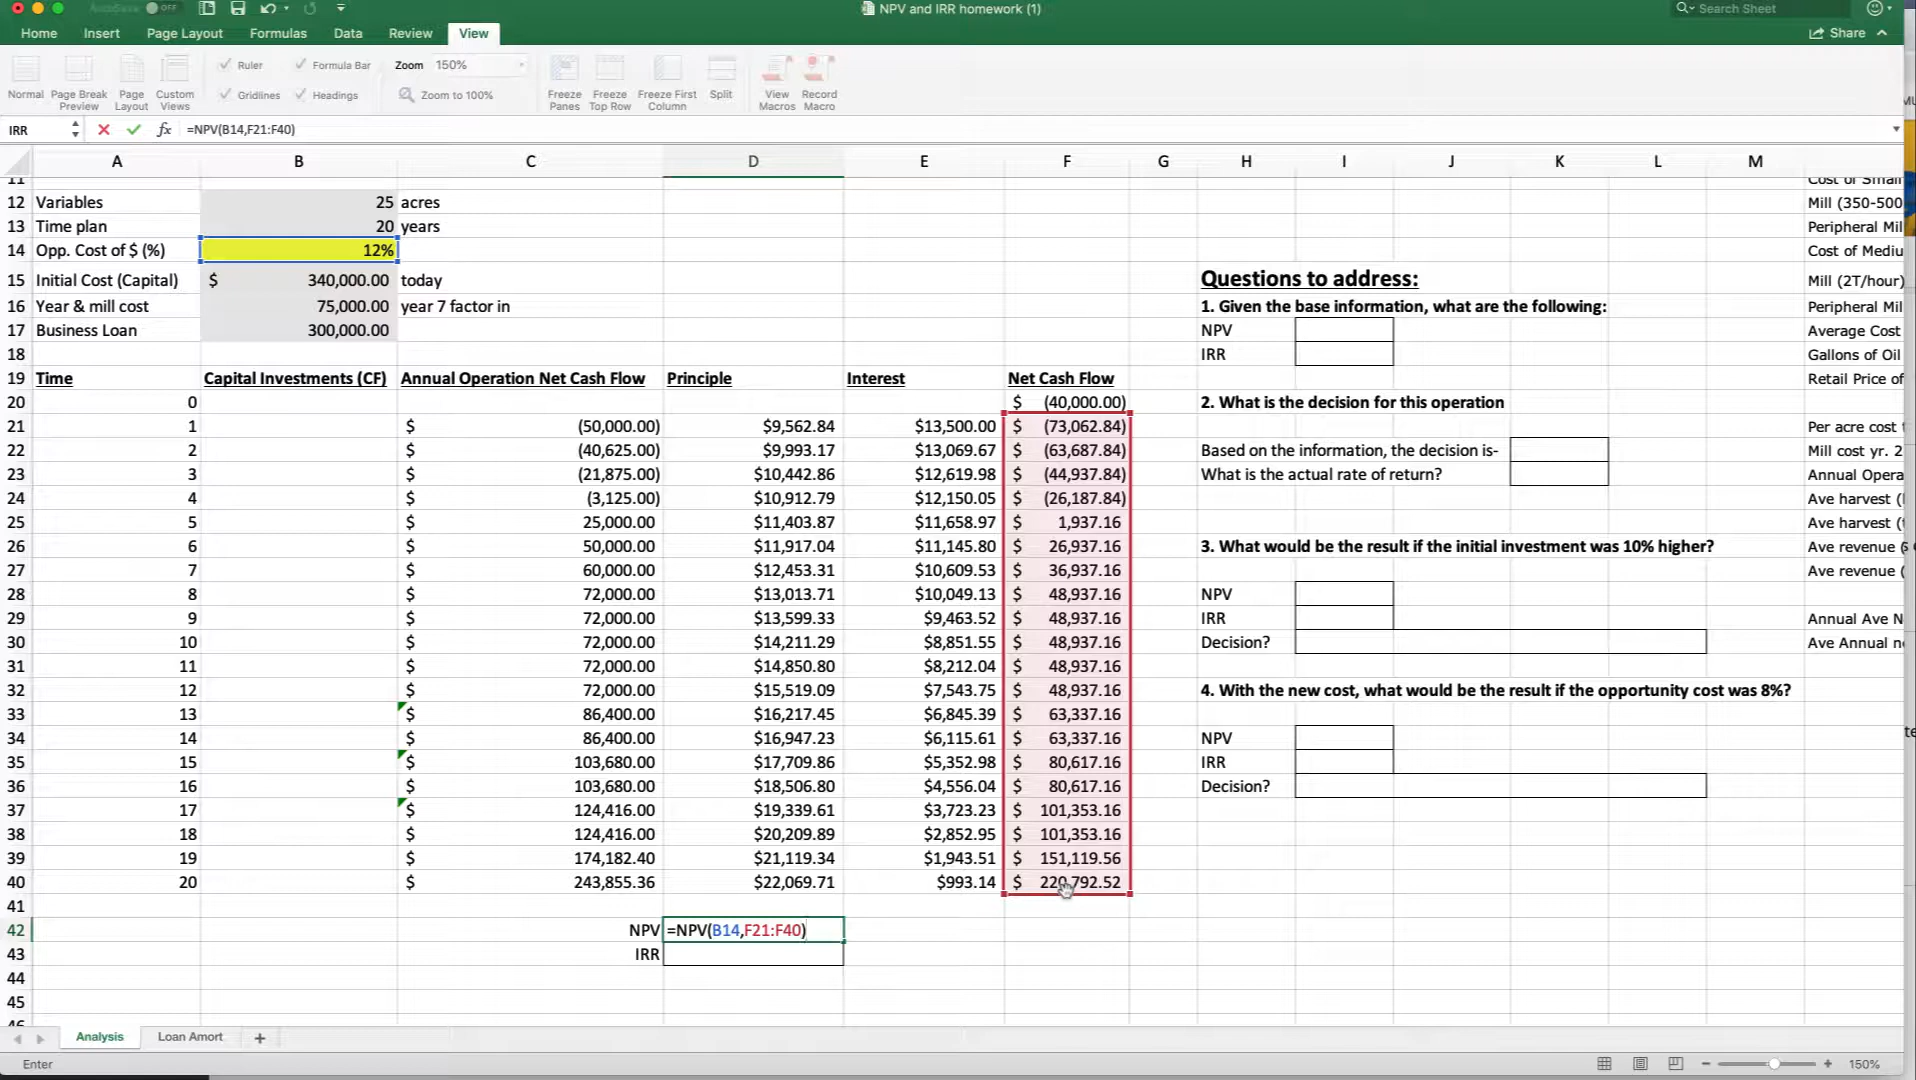 AutoSave OFF NPV and IRR homework (1) Search Sheet
Home Insert Page Layout Formulas Data Review View Share
Normal Page Break Preview Page Layout Custom Views Ruler Formula Bar Zoom 150% Freeze Panes Freeze Top Row Freeze First Column Split View Macros Record Macro
Gridlines Headings Zoom to 100%
IRR fx =NPV(B14,F21:F40)
A B C D E F G H I J K L M
11 Cost of Small
12 Variables 25 acres Mill (350-500
13 Time plan 20 years Peripheral Mil
14 Opp. Cost of $ (%) 12% Cost of Mediu
15 Initial Cost (Capital) $ 340,000.00 today Questions to address: Mill (2T/hour)
16 Year & mill cost 75,000.00 year 7 factor in 1. Given the base information, what are the following: Peripheral Mil
17 Business Loan 300,000.00 NPV Average Cost
18 IRR Gallons of Oil
19 Time Capital Investments (CF) Annual Operation Net Cash Flow Principle Interest Net Cash Flow Retail Price of
20 0 $ (40,000.00) 2. What is the decision for this operation
21 1 $ (50,000.00) $9,562.84 $13,500.00 $ (73,062.84) Per acre cost
22 2 $ (40,625.00) $9,993.17 $13,069.67 $ (63,687.84) Based on the information, the decision is- Mill cost yr. 2
23 3 $ (21,875.00) $10,442.86 $12,619.98 $ (44,937.84) What is the actual rate of return? Annual Opera
24 4 $ (3,125.00) $10,912.79 $12,150.05 $ (26,187.84) Ave harvest (
25 5 $ 25,000.00 $11,403.87 $11,658.97 $ 1,937.16 Ave harvest (
26 6 $ 50,000.00 $11,917.04 $11,145.80 $ 26,937.16 3. What would be the result if the initial investment was 10% higher? Ave revenue (
27 7 $ 60,000.00 $12,453.31 $10,609.53 $ 36,937.16 Ave revenue (
28 8 $ 72,000.00 $13,013.71 $10,049.13 $ 48,937.16 NPV
29 9 $ 72,000.00 $13,599.33 $9,463.52 $ 48,937.16 IRR Annual Ave N
30 10 $ 72,000.00 $14,211.29 $8,851.55 $ 48,937.16 Decision? Ave Annual n
31 11 $ 72,000.00 $14,850.80 $8,212.04 $ 48,937.16
32 12 $ 72,000.00 $15,519.09 $7,543.75 $ 48,937.16 4. With the new cost, what would be the result if the opportunity cost was 8%?
33 13 $ 86,400.00 $16,217.45 $6,845.39 $ 63,337.16
34 14 $ 86,400.00 $16,947.23 $6,115.61 $ 63,337.16 NPV
35 15 $ 103,680.00 $17,709.86 $5,352.98 $ 80,617.16 IRR
36 16 $ 103,680.00 $18,506.80 $4,556.04 $ 80,617.16 Decision?
37 17 $ 124,416.00 $19,339.61 $3,723.23 $ 101,353.16
38 18 $ 124,416.00 $20,209.89 $2,852.95 $ 101,353.16
39 19 $ 174,182.40 $21,119.34 $1,943.51 $ 151,119.56
40 20 $ 243,855.36 $22,069.71 $993.14 $ 220,792.52
41
42 NPV =NPV(B14,F21:F40)
43 IRR
44
45
46
Analysis Loan Amort
Enter 150%